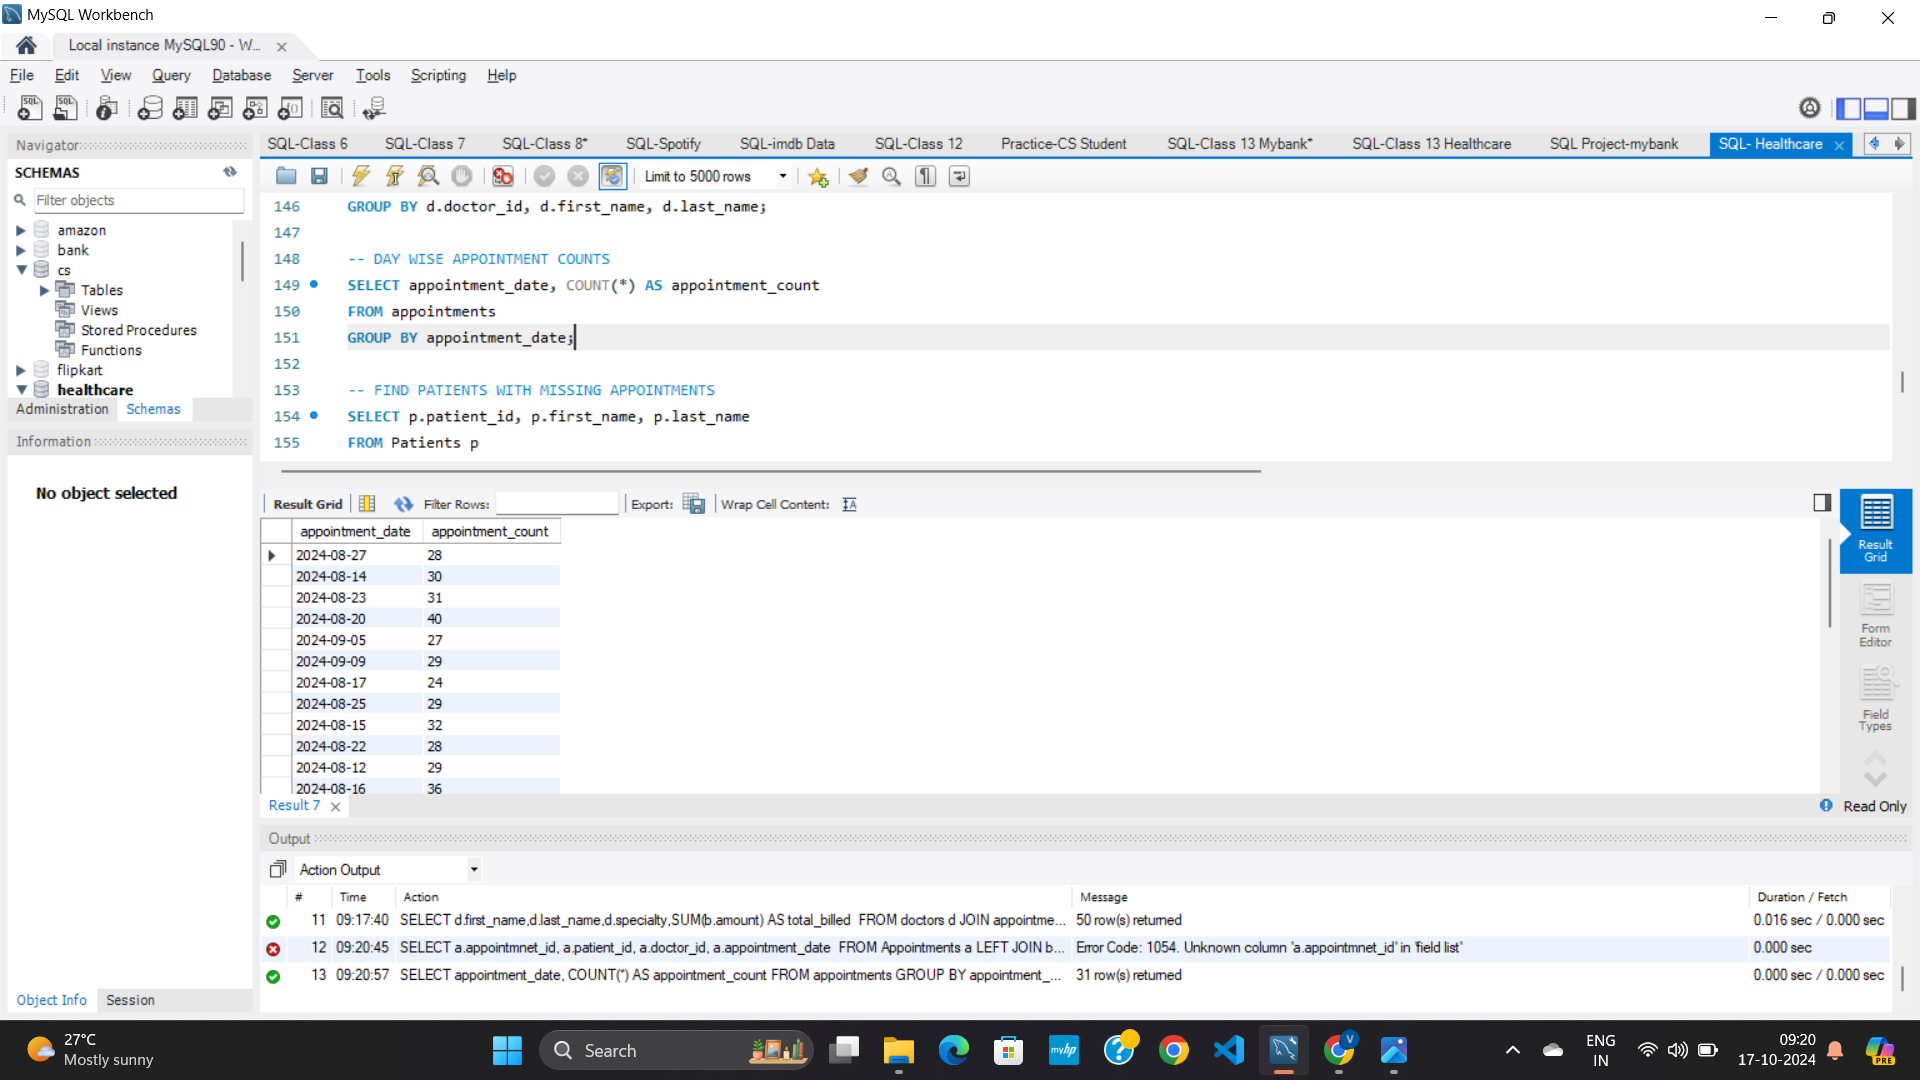 MySQL Workbench
Local instance MySQL90 - W...
File Edit View Query Database Server Tools Scripting Help
Navigator
SCHEMAS
Filter objects
amazon
bank
cs
Tables
Views
Stored Procedures
Functions
flipkart
healthcare
Administration Schemas
Information
No object selected
Object Info Session
SQL-Class 6 SQL-Class 7 SQL-Class 8* SQL-Spotify SQL-imdb Data SQL-Class 12 Practice-CS Student SQL-Class 13 Mybank* SQL-Class 13 Healthcare SQL Project-mybank SQL- Healthcare
Limit to 5000 rows
146 GROUP BY d.doctor_id, d.first_name, d.last_name;
147
148 -- DAY WISE APPOINTMENT COUNTS
149 SELECT appointment_date, COUNT(*) AS appointment_count
150 FROM appointments
151 GROUP BY appointment_date;
152
153 -- FIND PATIENTS WITH MISSING APPOINTMENTS
154 SELECT p.patient_id, p.first_name, p.last_name
155 FROM Patients p
Result Grid Filter Rows: Export: Wrap Cell Content:
appointment_date appointment_count
2024-08-27 28
2024-08-14 30
2024-08-23 31
2024-08-20 40
2024-09-05 27
2024-09-09 29
2024-08-17 24
2024-08-25 29
2024-08-15 32
2024-08-22 28
2024-08-12 29
2024-08-16 36
Result Grid
Form Editor
Field Types
Result 7
Read Only
Output
Action Output
# Time Action Message Duration / Fetch
11 09:17:40 SELECT d.first_name,d.last_name,d.specialty,SUM(b.amount) AS total_billed FROM doctors d JOIN appointme... 50 row(s) returned 0.016 sec / 0.000 sec
12 09:20:45 SELECT a.appointmnet_id, a.patient_id, a.doctor_id, a.appointment_date FROM Appointments a LEFT JOIN b... Error Code: 1054. Unknown column 'a.appointmnet_id' in 'field list' 0.000 sec
13 09:20:57 SELECT appointment_date, COUNT(*) AS appointment_count FROM appointments GROUP BY appointment_... 31 row(s) returned 0.000 sec / 0.000 sec
27°C
Mostly sunny
Search
myhp
V
ENG
IN
09:20
17-10-2024
PRE